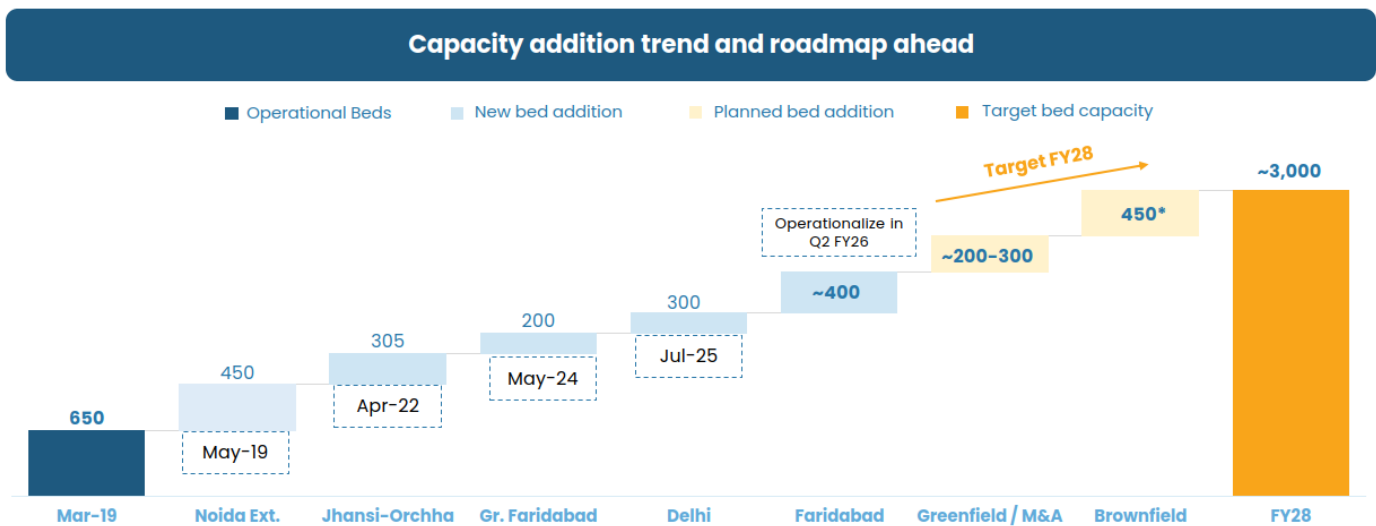 Capacity addition trend and roadmap ahead
Operational Beds
New bed addition
Planned bed addition
Target bed capacity
Target FY28
~3,000
450*
Operationalize in
Q2 FY26
~200-300
~400
300
200
305
450
650
Jul-25
May-24
Apr-22
May-19
Mar-19
Noida Ext.
Jhansi-Orchha
Gr. Faridabad
Delhi
Faridabad
Greenfield / M&A
Brownfield
FY28